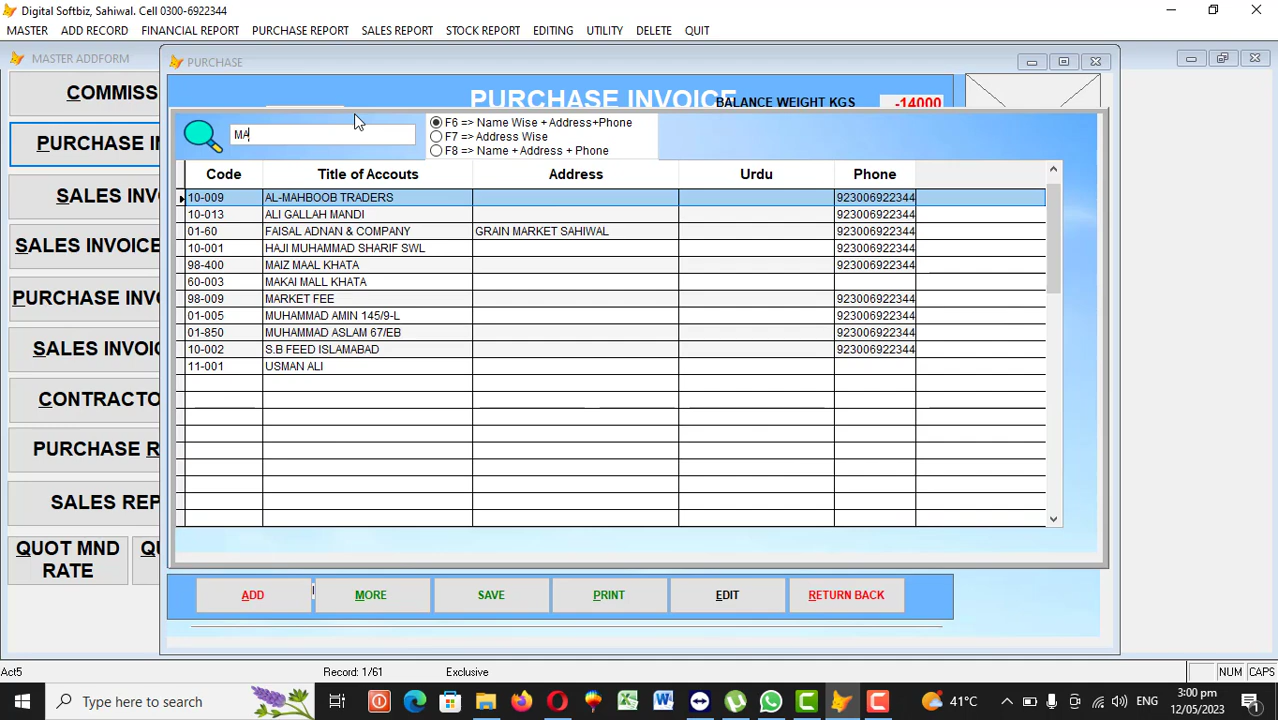 Digital Softbiz, Sahiwal. Cell 0300-6922344
MASTER ADD RECORD FINANCIAL REPORT PURCHASE REPORT SALES REPORT STOCK REPORT EDITING UTILITY DELETE QUIT
MASTER ADDFORM
PURCHASE
COMMISS
PURCHASE IN
SALES INVO
SALES INVOICE
PURCHASE INV
SALES INVOIC
CONTRACTO
PURCHASE R
SALES REP
QUOT MND RATE
QU
PURCHASE INVOICE
BALANCE WEIGHT KGS -14000
MA
F6 => Name Wise + Address+Phone
F7 => Address Wise
F8 => Name + Address + Phone
Code Title of Accouts Address Urdu Phone
10-009 AL-MAHBOOB TRADERS 923006922344
10-013 ALI GALLAH MANDI 923006922344
01-60 FAISAL ADNAN & COMPANY GRAIN MARKET SAHIWAL 923006922344
10-001 HAJI MUHAMMAD SHARIF SWL 923006922344
98-400 MAIZ MAAL KHATA 923006922344
60-003 MAKAI MALL KHATA
98-009 MARKET FEE 923006922344
01-005 MUHAMMAD AMIN 145/9-L 923006922344
01-850 MUHAMMAD ASLAM 67/EB 923006922344
10-002 S.B FEED ISLAMABAD 923006922344
11-001 USMAN ALI
ADD MORE SAVE PRINT EDIT RETURN BACK
Act5 Record: 1/61 Exclusive NUM CAPS
Type here to search
41°C ENG
3:00 pm
12/05/2023